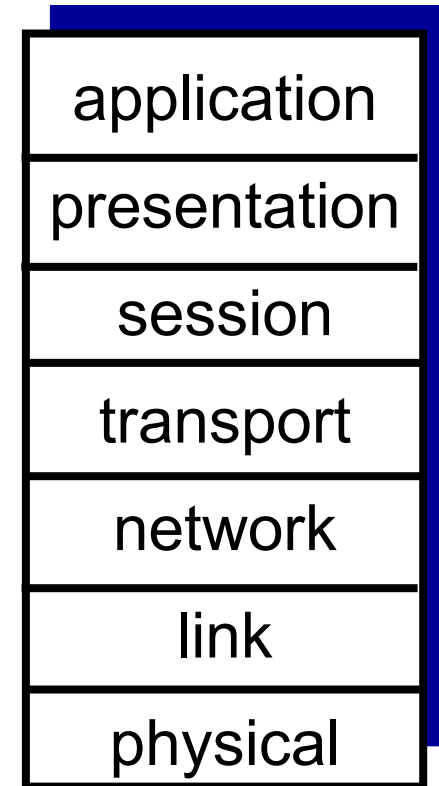 application
presentation
session
transport
network
link
physical